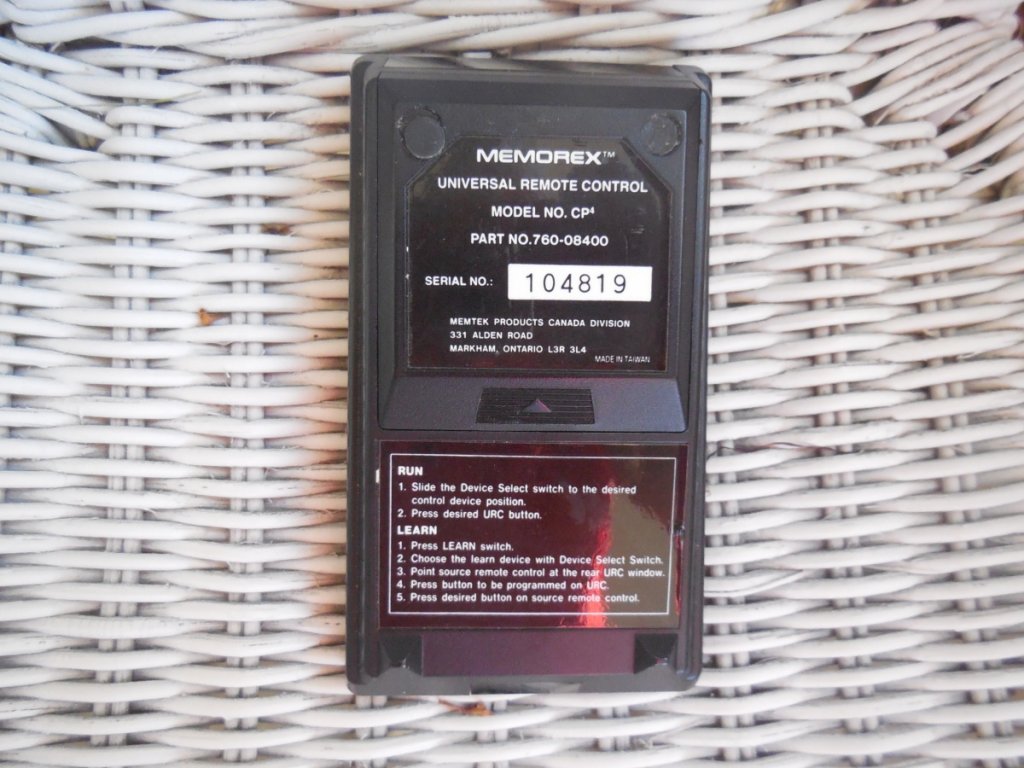 MEMOREX™
UNIVERSAL REMOTE CONTROL
MODEL NO. CP⁴
PART NO.760-08400
SERIAL NO.: 104819
MEMTEK PRODUCTS CANADA DIVISION
331 ALDEN ROAD
MARKHAM, ONTARIO L3R 3L4
MADE IN TAIWAN
RUN
1. Slide the Device Select switch to the desired
control device position.
2. Press desired URC button.
LEARN
1. Press LEARN switch.
2. Choose the learn device with Device Select Switch.
3. Point source remote control at the rear URC window.
4. Press button to be programmed on URC.
5. Press desired button on source remote control.